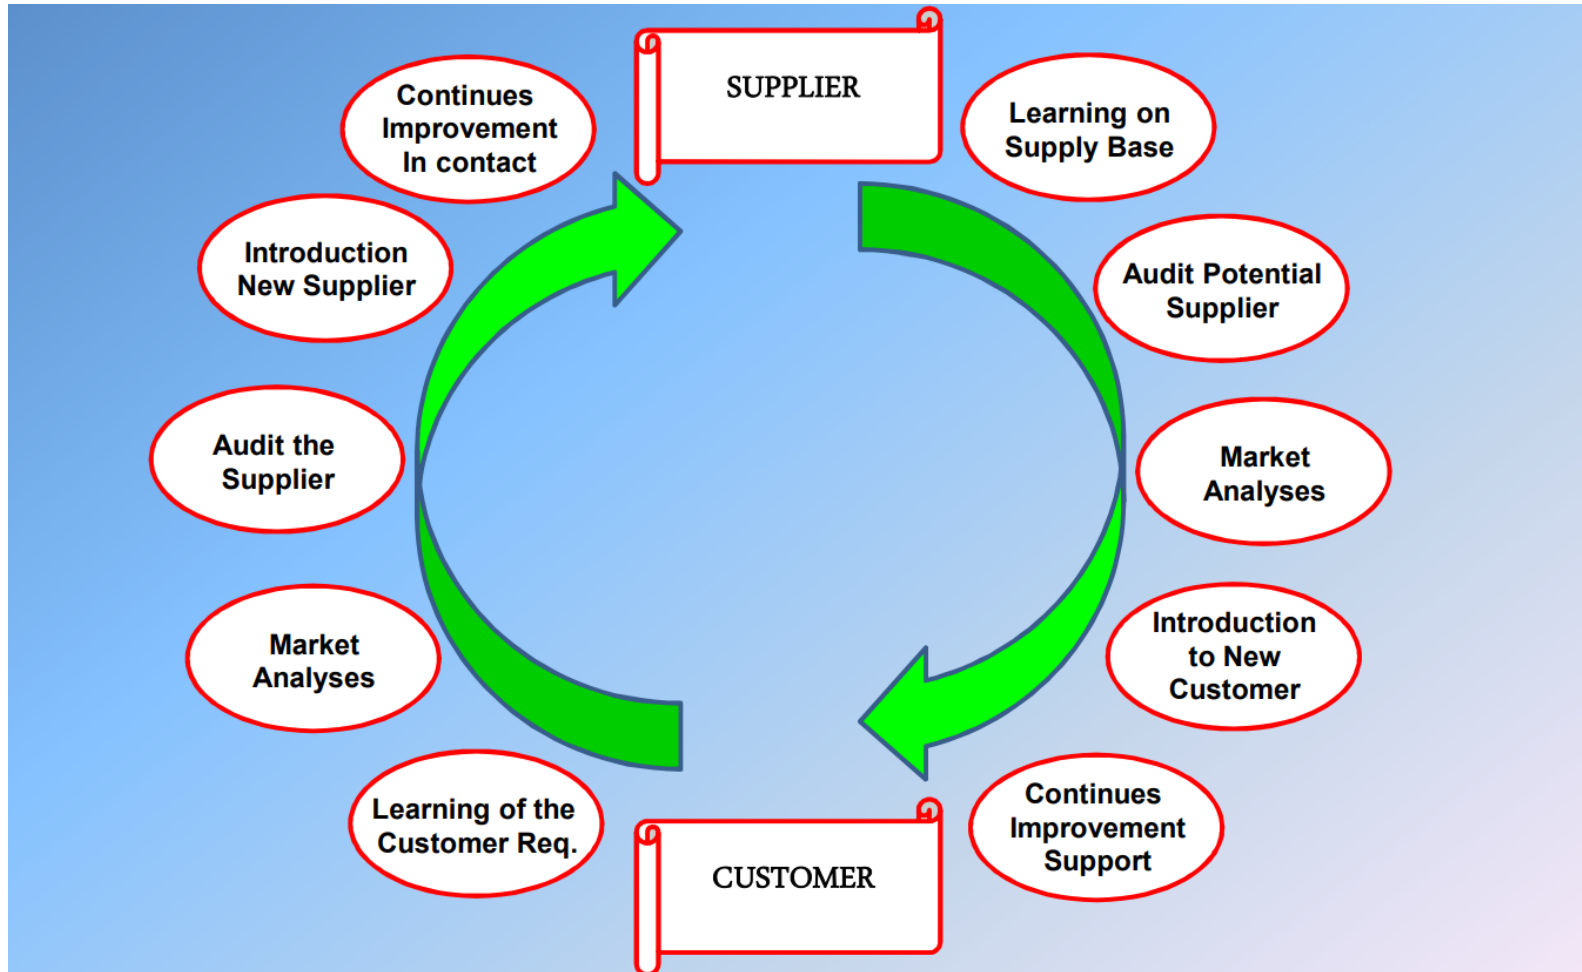 SUPPLIER
Learning on
Supply Base
Audit Potential
Supplier
Market
Analyses
Introduction
to New
Customer
Continues
Improvement
Support
CUSTOMER
Learning of the
Customer Req.
Market
Analyses
Audit the
Supplier
Introduction
New Supplier
Continues
Improvement
In contact